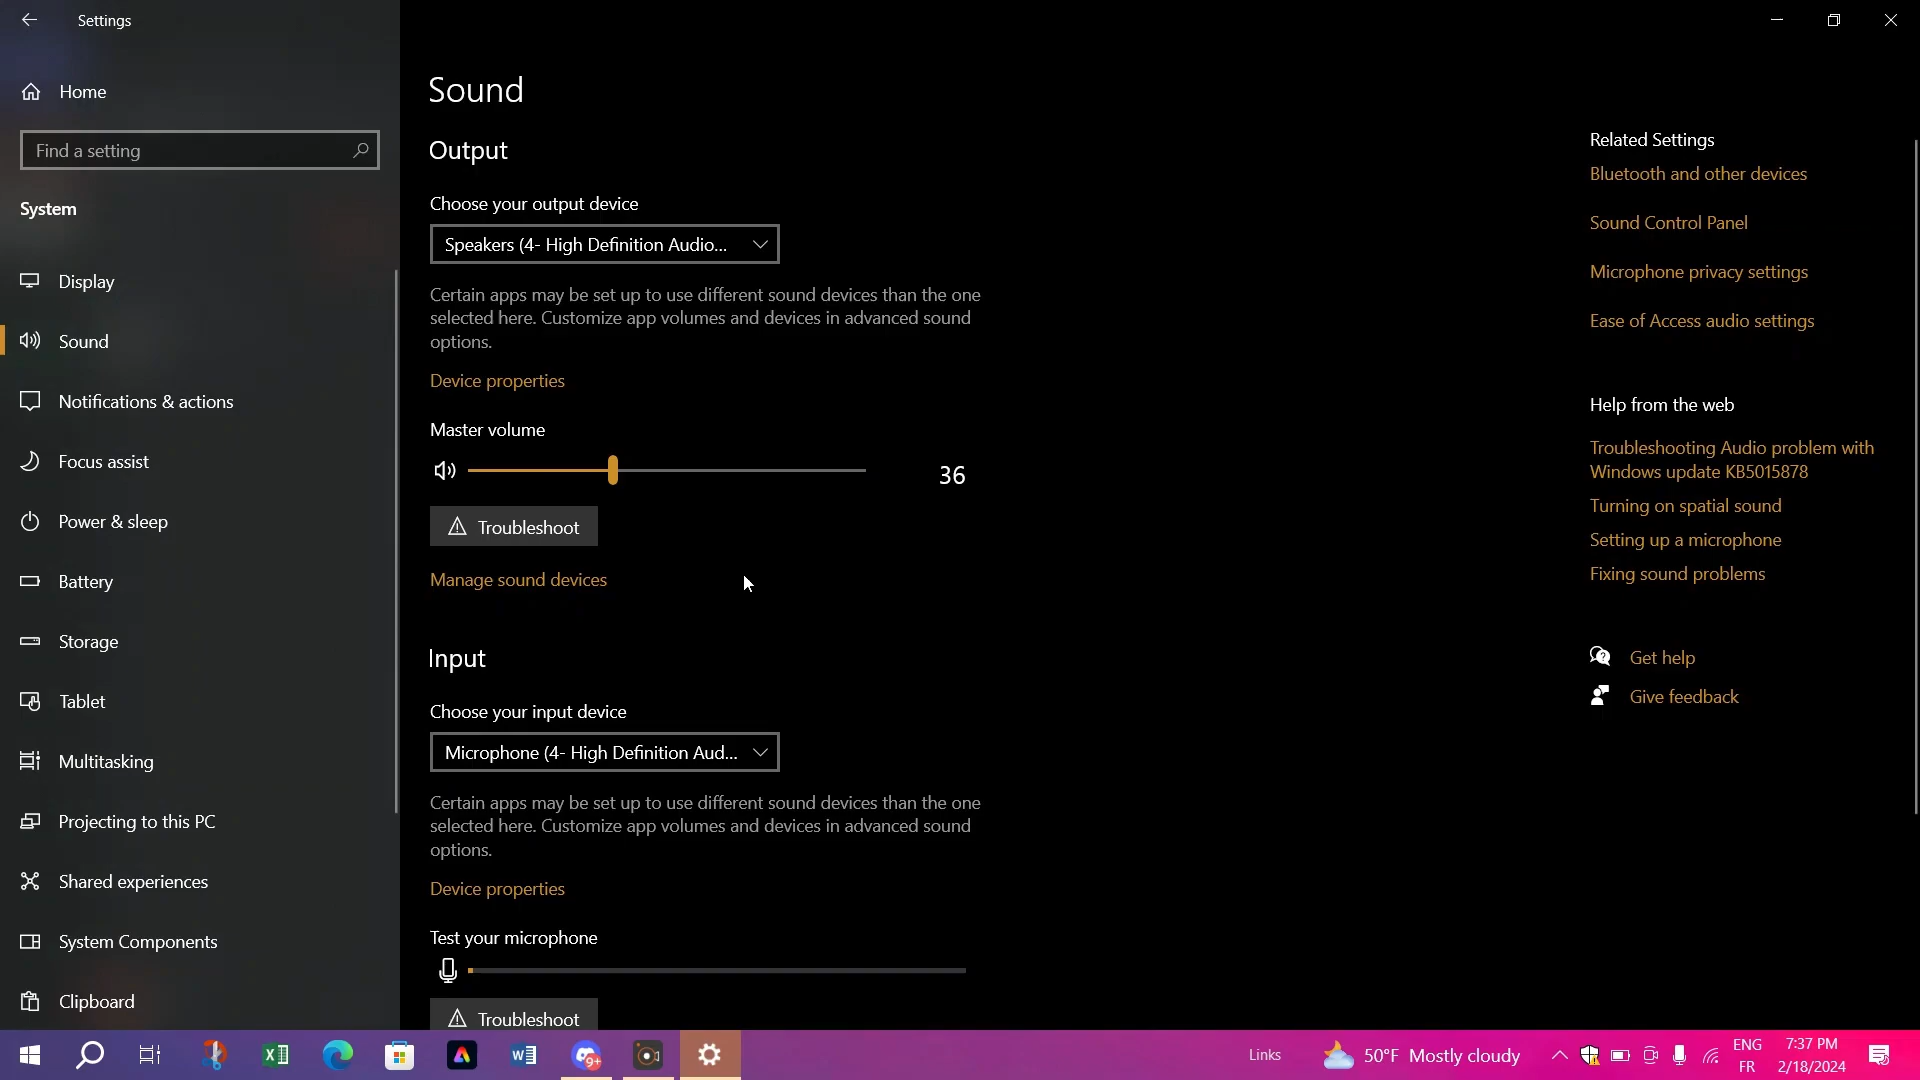 Settings
Home
Find a setting
System
Display
Sound
Notifications & actions
Focus assist
Power & sleep
Battery
Storage
Tablet
Multitasking
Projecting to this PC
Shared experiences
System Components
Clipboard
Sound
Output
Choose your output device
Speakers (4- High Definition Audio...
Certain apps may be set up to use different sound devices than the one
selected here. Customize app volumes and devices in advanced sound
options.
Device properties
Master volume
36
Troubleshoot
Manage sound devices
Input
Choose your input device
Microphone (4- High Definition Aud...
Certain apps may be set up to use different sound devices than the one
selected here. Customize app volumes and devices in advanced sound
options.
Device properties
Test your microphone
Troubleshoot
Related Settings
Bluetooth and other devices
Sound Control Panel
Microphone privacy settings
Ease of Access audio settings
Help from the web
Troubleshooting Audio problem with
Windows update KB5015878
Turning on spatial sound
Setting up a microphone
Fixing sound problems
Get help
Give feedback
9+
Links
50°F Mostly cloudy
ENG
FR
7:37 PM
2/18/2024